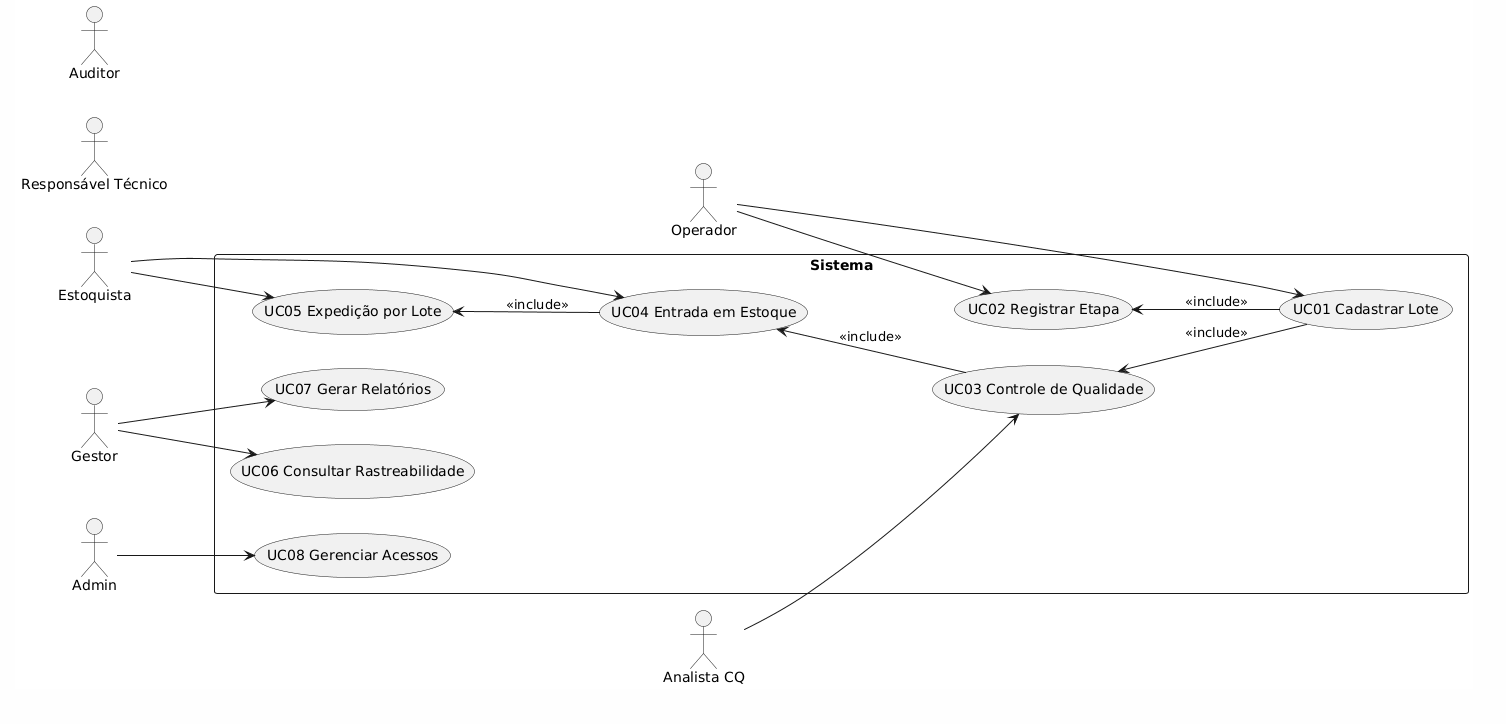 Auditor
Responsável Técnico
Operador
Estoquista
Sistema
«include»
«include»
UC05 Expedição por Lote
UC04 Entrada em Estoque
UC02 Registrar Etapa
UC01 Cadastrar Lote
«include»
«include»
UC07 Gerar Relatórios
UC03 Controle de Qualidade
Gestor
UC06 Consultar Rastreabilidade
UC08 Gerenciar Acessos
Admin
Analista CQ